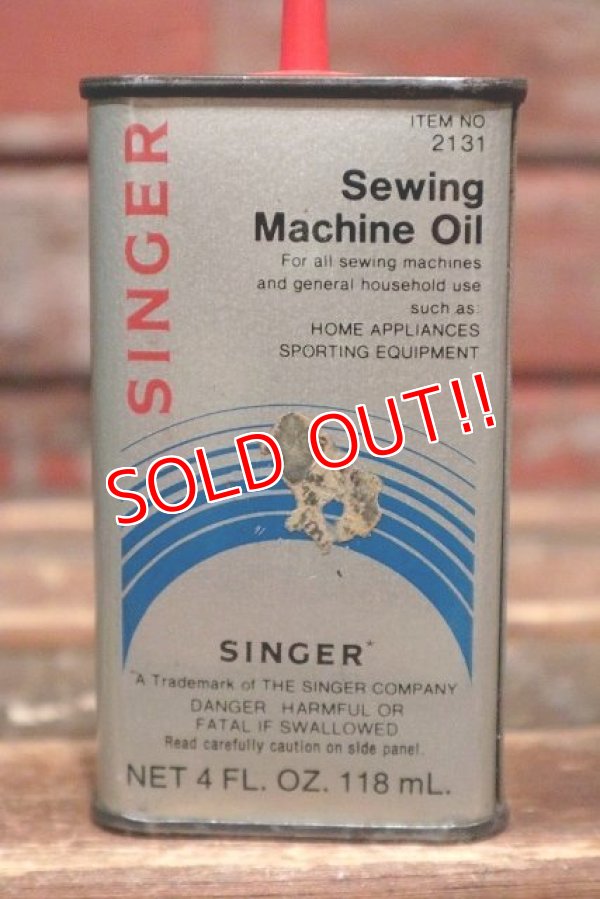 SINGER
ITEM NO
2131
Sewing
Machine Oil
For all sewing machines
and general household use
such as:
HOME APPLIANCES
SPORTING EQUIPMENT
SOLD OUT!!
SINGER*
*A Trademark of THE SINGER COMPANY
DANGER HARMFUL OR
FATAL IF SWALLOWED
Read carefully caution on side panel.
NET 4 FL. OZ. 118 mL.